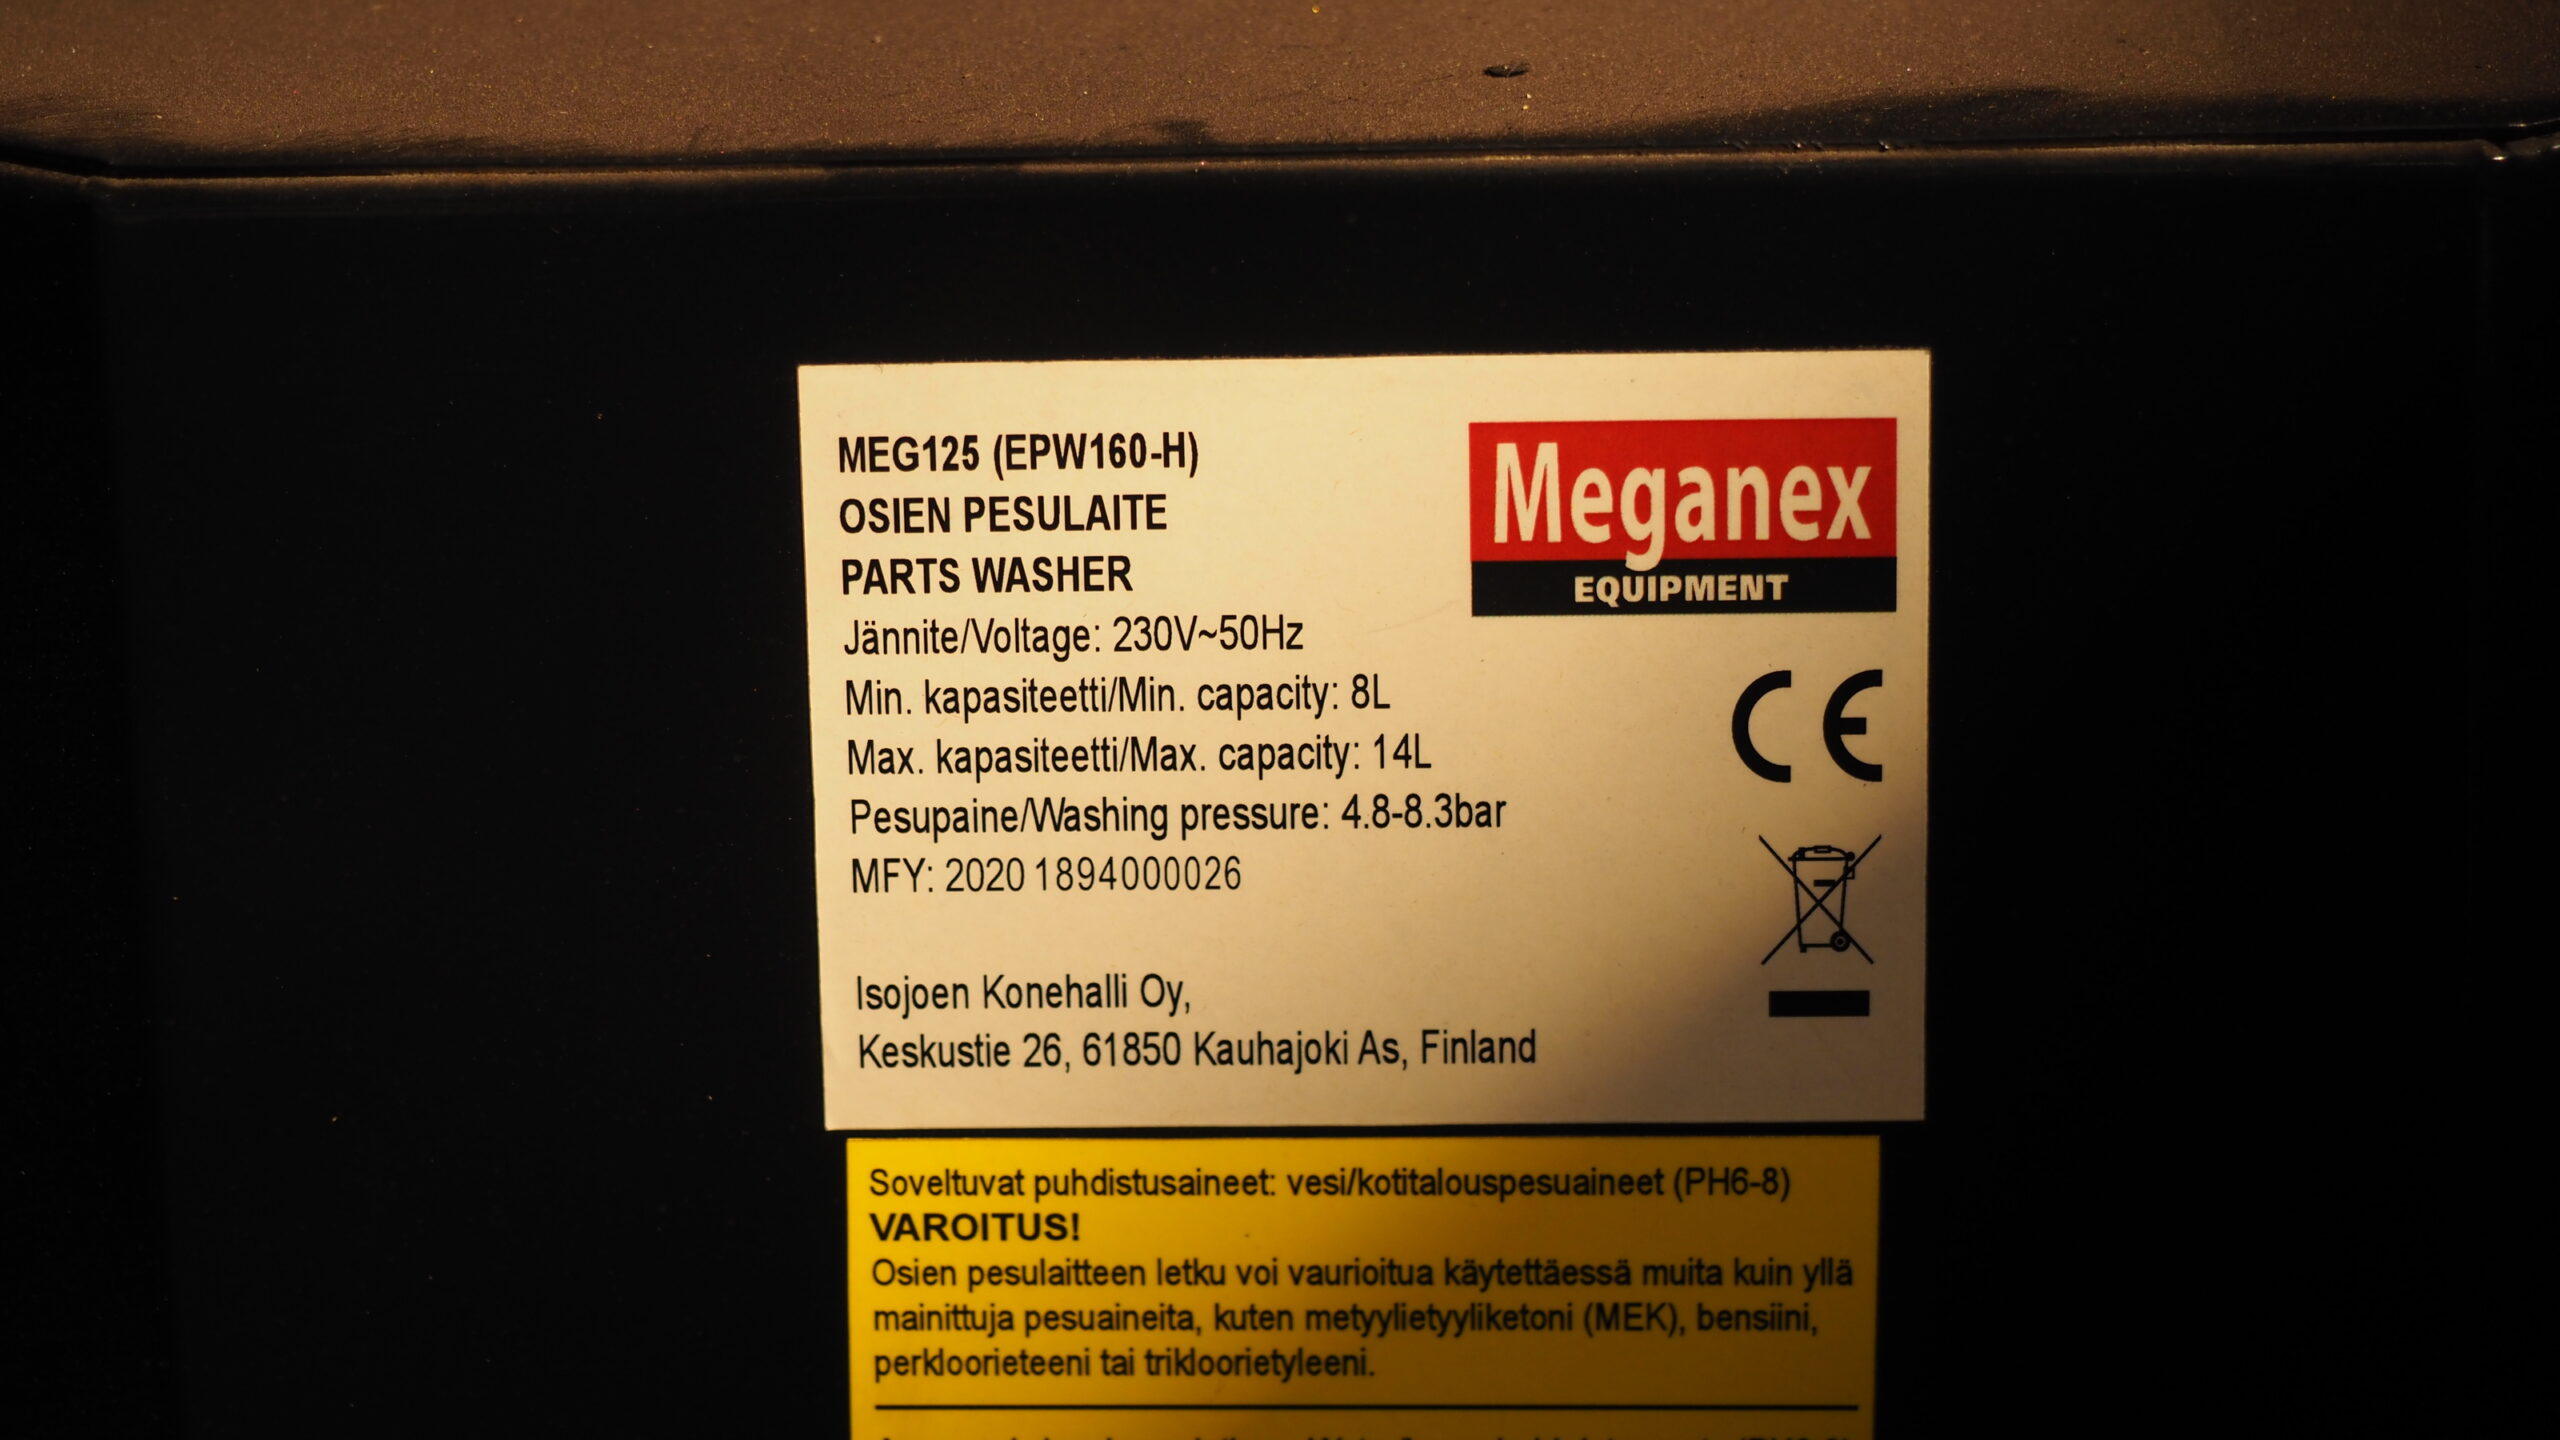 MEG125 (EPW160-H)
OSIEN PESULAITE
PARTS WASHER
Jännite/Voltage: 230V~50Hz
Min. kapasiteetti/Min. capacity: 8L
Max. kapasiteetti/Max. capacity: 14L
Pesupaine/Washing pressure: 4.8-8.3bar
MFY: 2020 1894000026
Isojoen Konehalli Oy,
Keskustie 26, 61850 Kauhajoki As, Finland
Meganex
EQUIPMENT
CE
Soveltuvat puhdistusaineet: vesi/kotitalouspesuaineet (PH6-8)
VAROITUS!
Osien pesulaitteen letku voi vaurioitua käytettäessä muita kuin yllä
mainittuja pesuaineita, kuten metyylietyyliketoni (MEK), bensiini,
perkloorieteeni tai trikloorietyleeni.